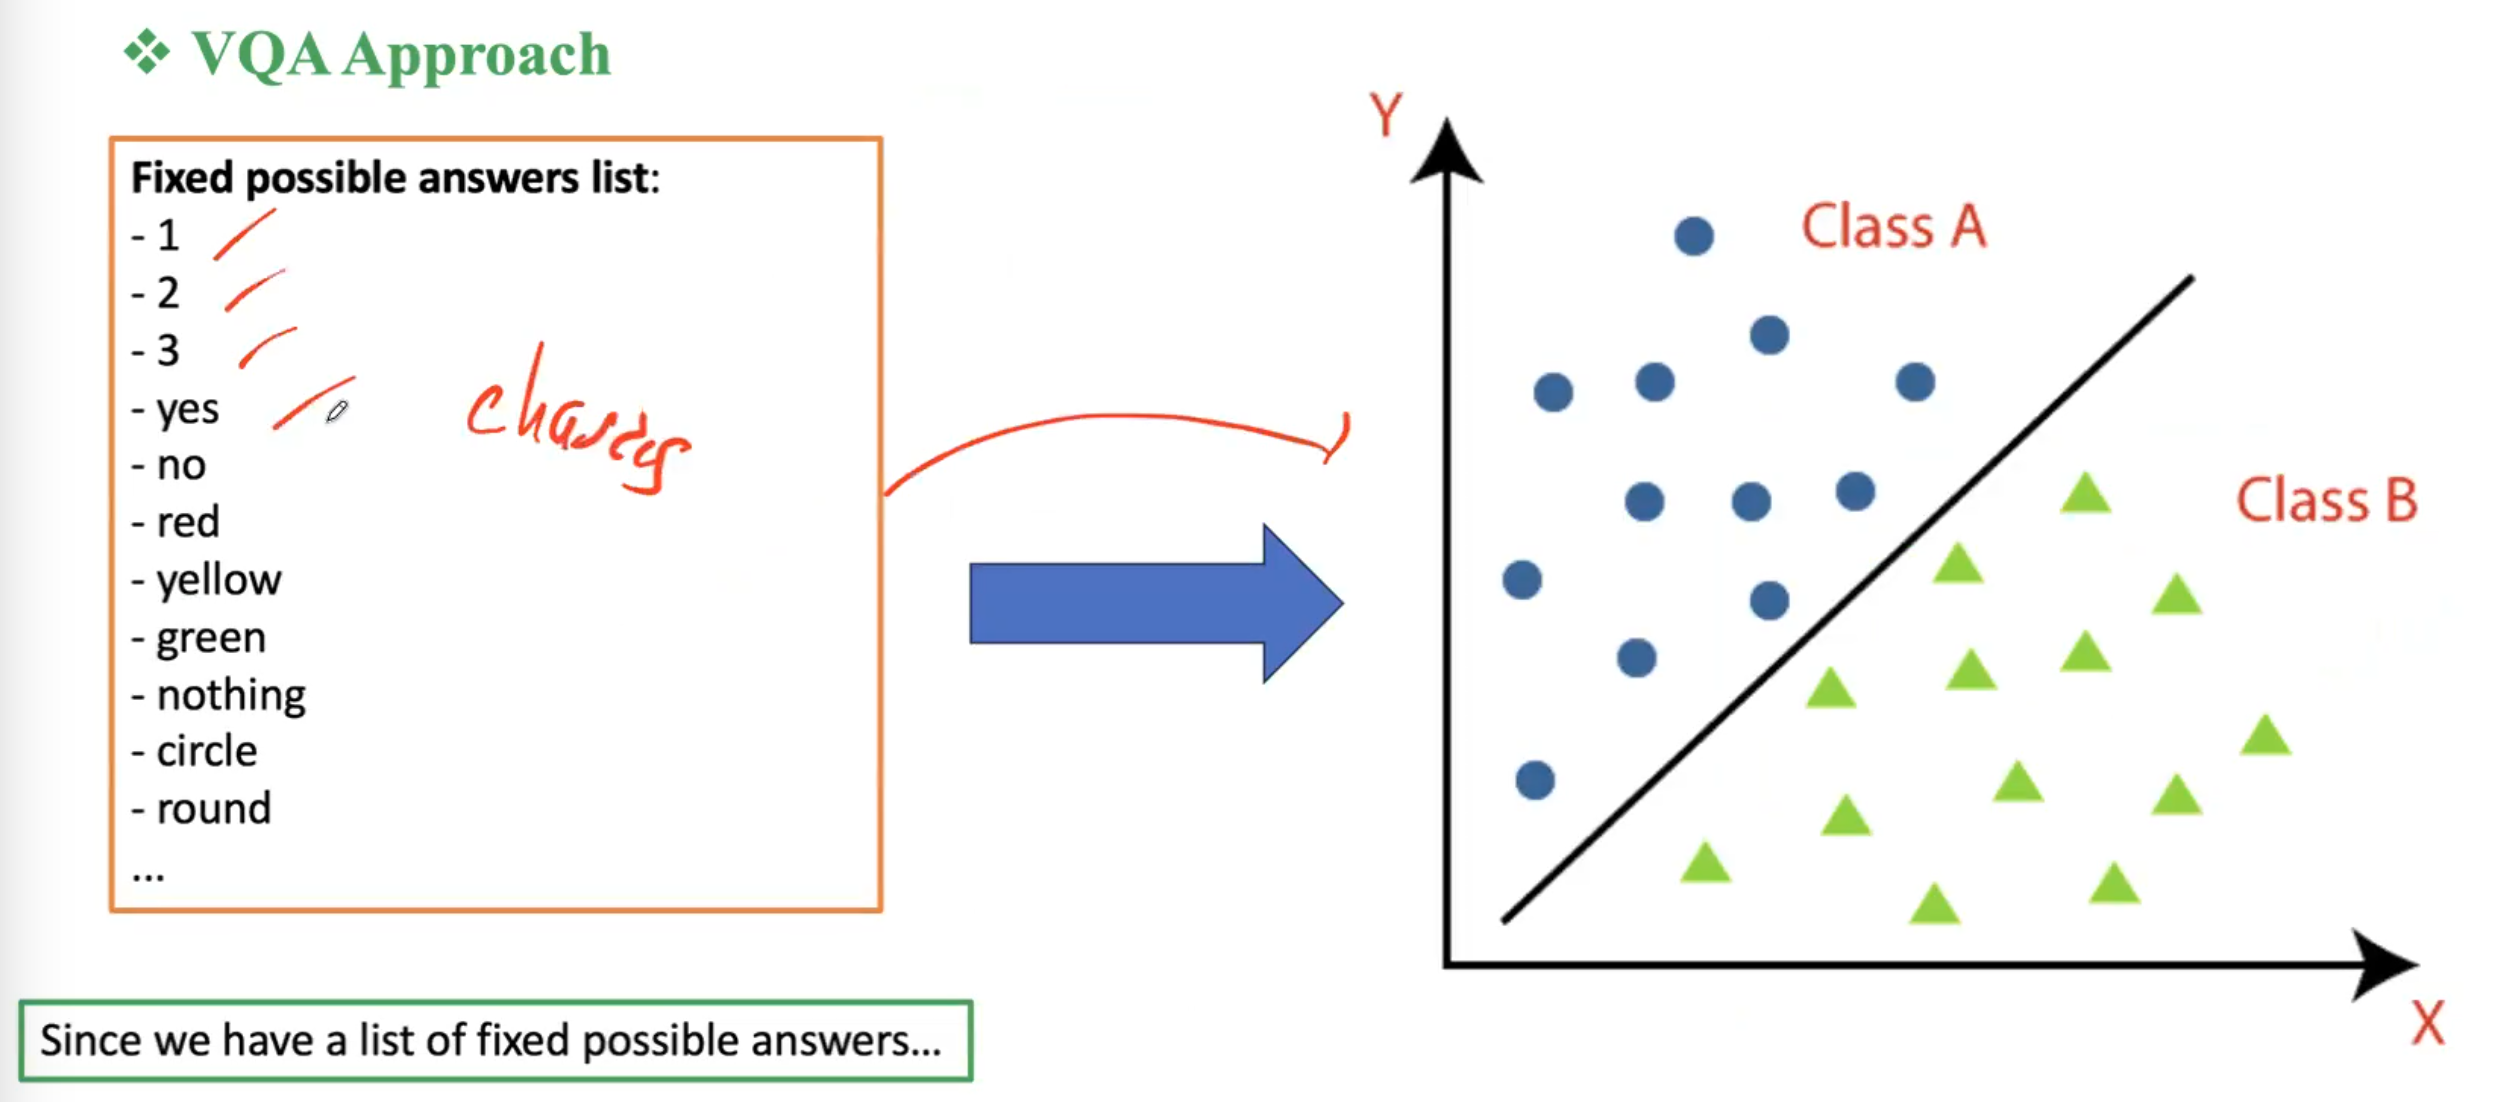 VQA Approach
Fixed possible answers list:
- 1
- 2
- 3
- yes
- no
- red
- yellow
- green
- nothing
- circle
- round
...
Since we have a list of fixed possible answers...
Y
Class A
Class B
X